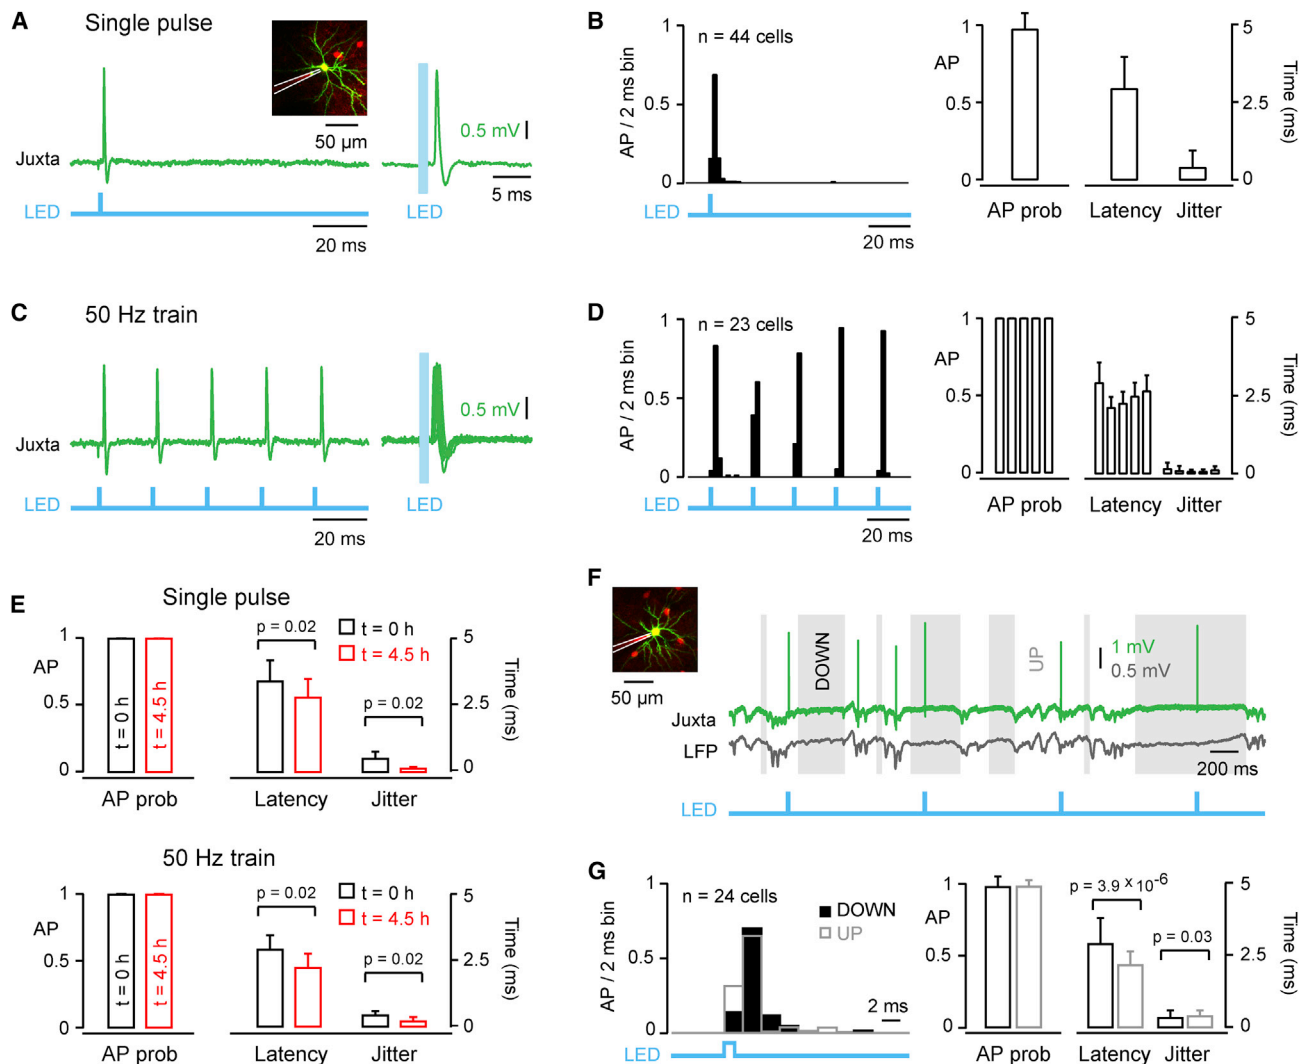 A
Single pulse
50 µm
0.5 mV
5 ms
Juxta
LED
LED
20 ms
B
n = 44 cells
AP / 2 ms bin
1
0.5
0
LED
20 ms
AP
1
0.5
0
AP prob
Latency
Jitter
5
2.5
0
Time (ms)
C
50 Hz train
0.5 mV
Juxta
LED
LED
20 ms
D
n = 23 cells
AP / 2 ms bin
1
0.5
0
LED
20 ms
AP
1
0.5
0
AP prob
Latency
Jitter
5
2.5
0
Time (ms)
E
Single pulse
AP
1
0.5
0
t = 0 h
t = 4.5 h
AP prob
p = 0.02
t = 0 h
t = 4.5 h
p = 0.02
Latency
Jitter
5
2.5
0
Time (ms)
50 Hz train
AP
1
0.5
0
t = 0 h
t = 4.5 h
AP prob
p = 0.02
t = 0 h
t = 4.5 h
p = 0.02
Latency
Jitter
5
2.5
0
Time (ms)
F
50 µm
DOWN
UP
1 mV
0.5 mV
Juxta
LFP
200 ms
LED
G
n = 24 cells
DOWN
UP
AP / 2 ms bin
1
0.5
0
2 ms
LED
AP
1
0.5
0
AP prob
p = 3.9 × 10⁻⁶
p = 0.03
Latency
Jitter
5
2.5
0
Time (ms)